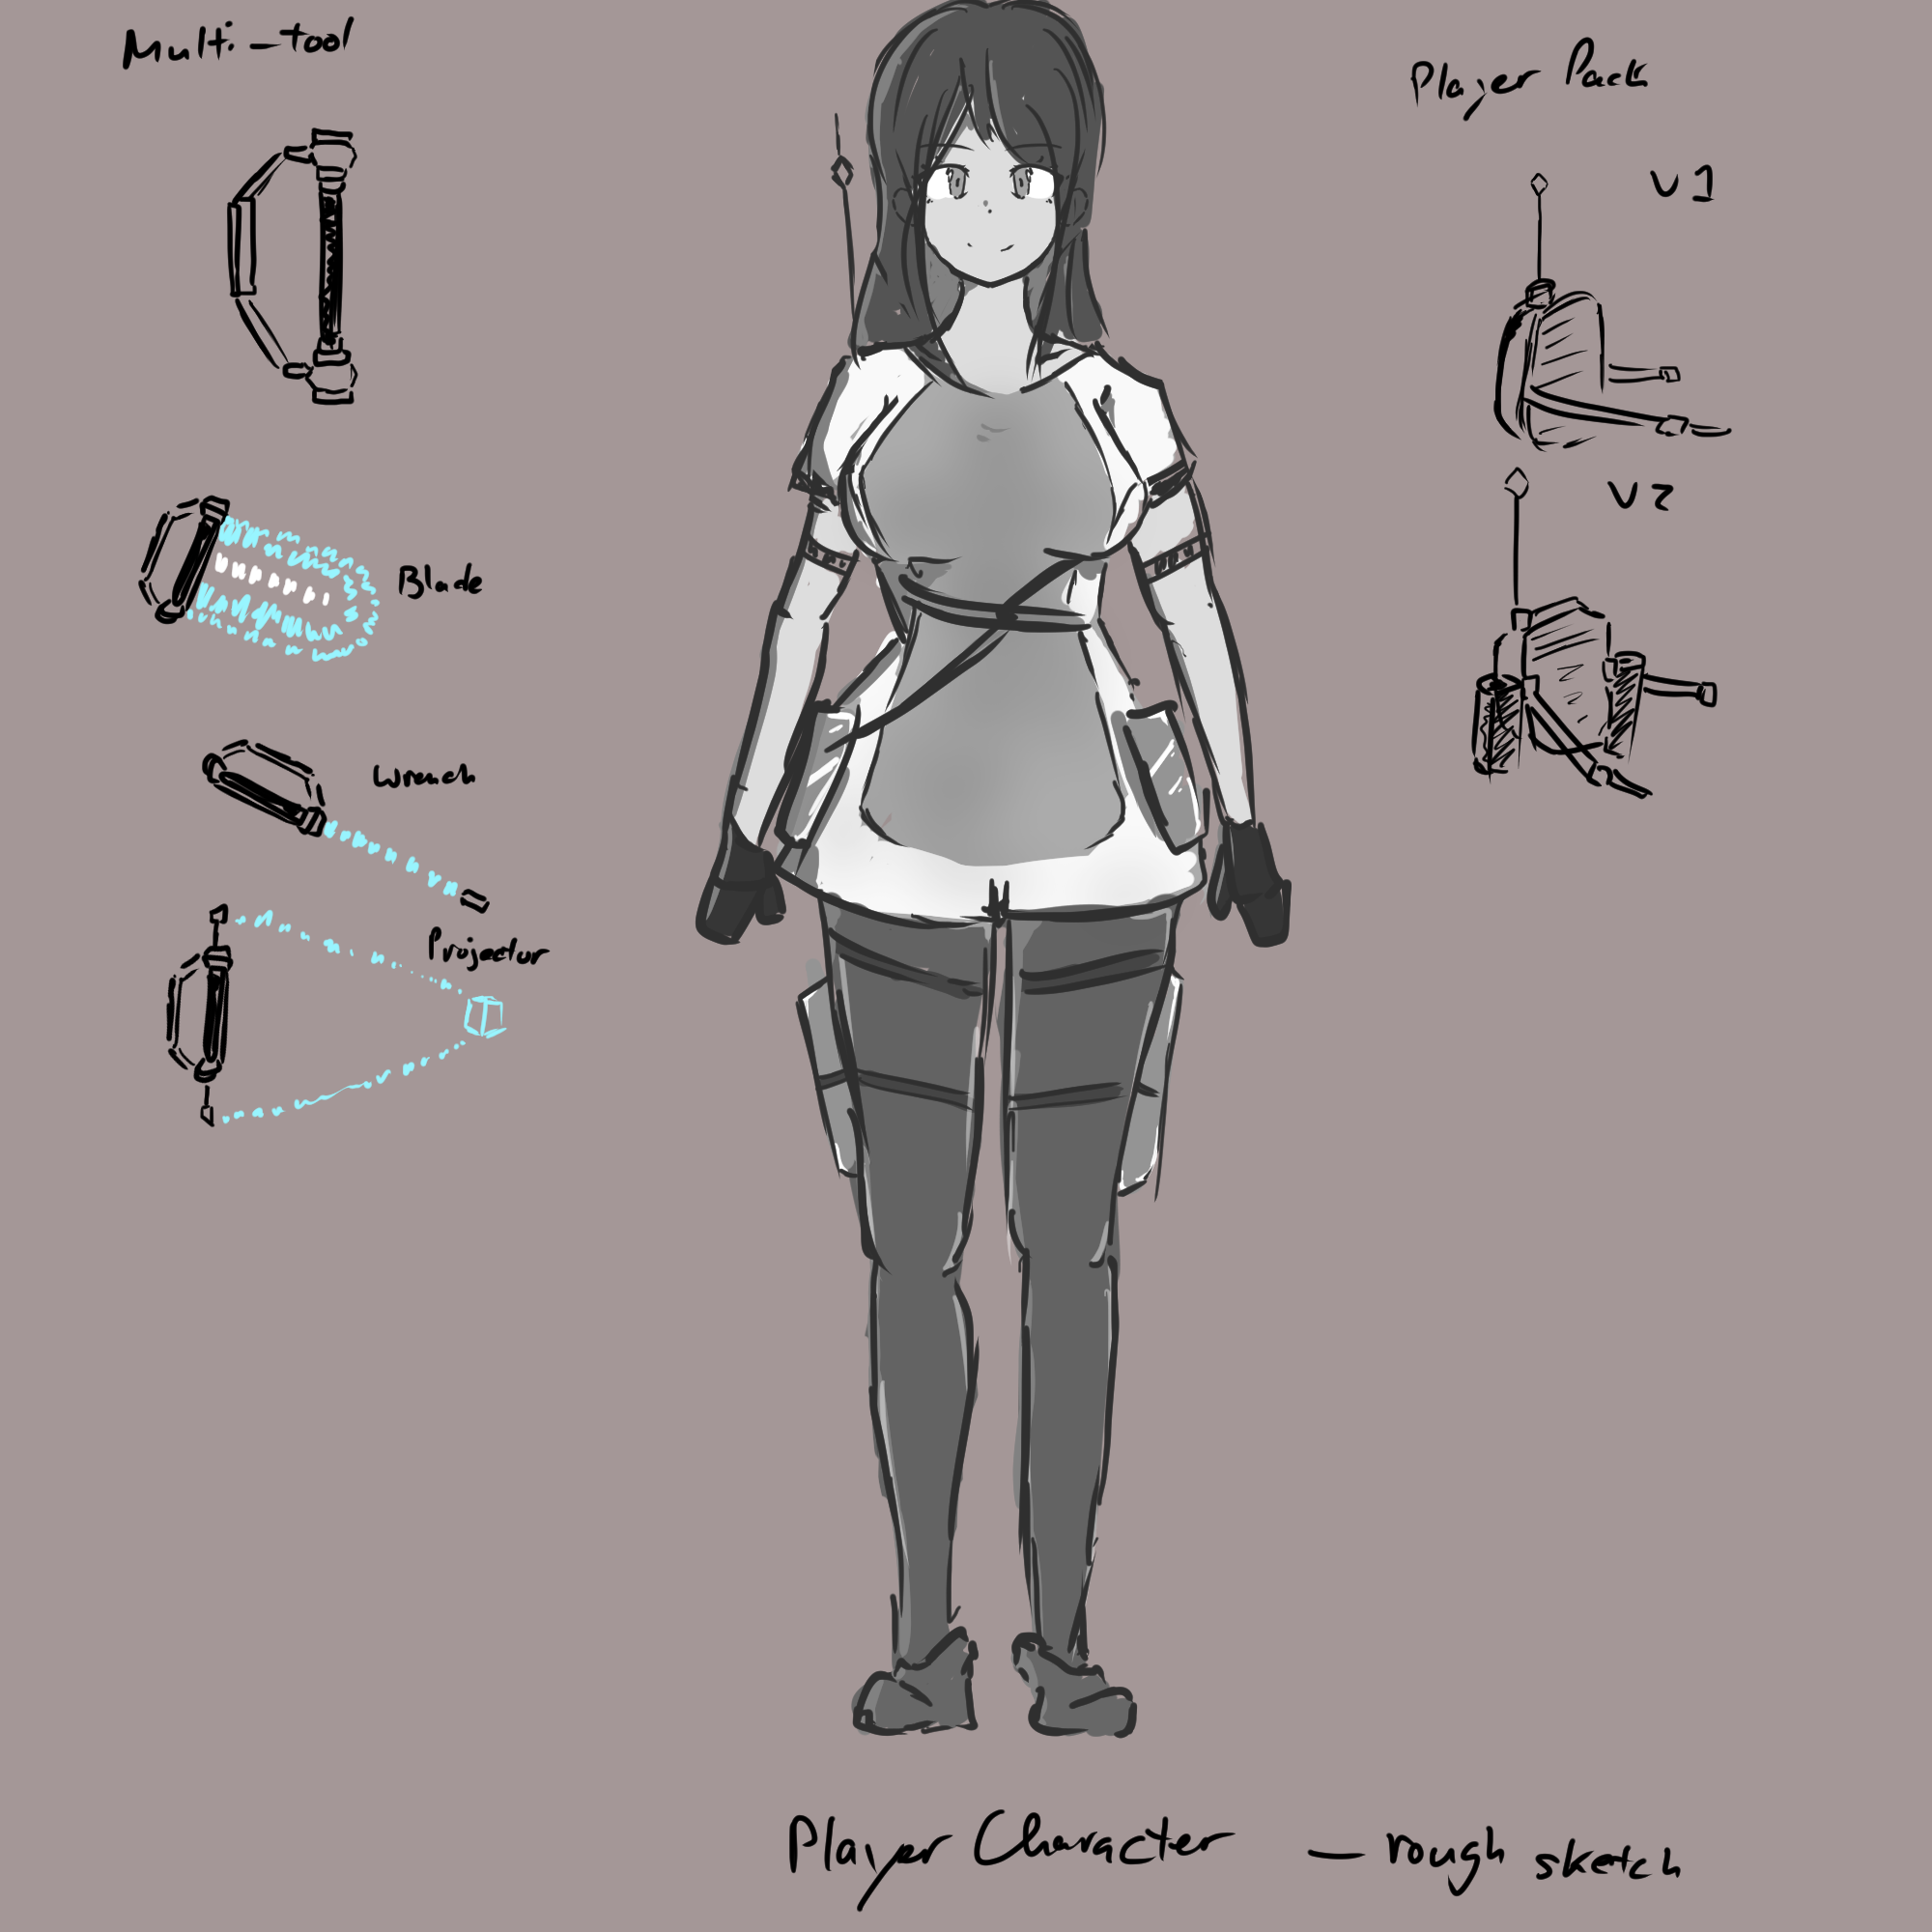 Multi-tool
Player Pack
V1
V2
Blade
Wrench
Projector
Player Character — rough sketch